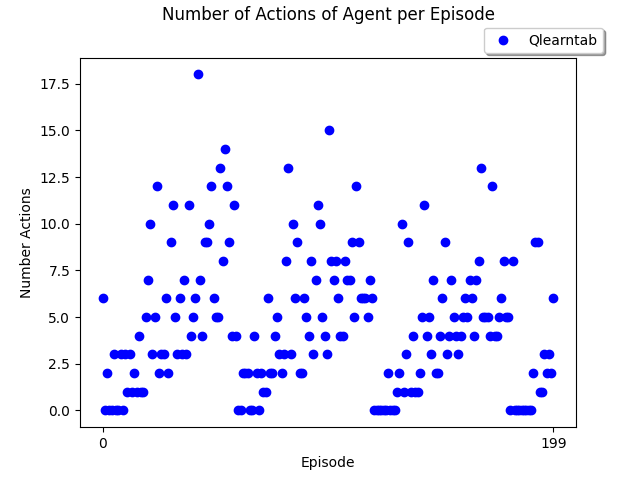 Number of Actions of Agent per Episode
Qlearntab
17.5
15.0
12.5
10.0
7.5
5.0
2.5
0.0
Number Actions
0
199
Episode